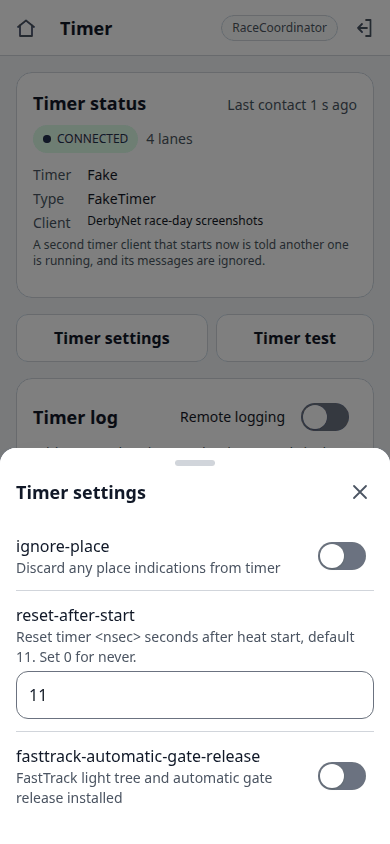 Timer
RaceCoordinator
Timer status
Last contact 1 s ago
CONNECTED
4 lanes
Timer Fake
Type FakeTimer
Client DerbyNet race-day screenshots
A second timer client that starts now is told another one
is running, and its messages are ignored.
Timer settings
Timer test
Timer log
Remote logging
Timer settings
ignore-place
Discard any place indications from timer
reset-after-start
Reset timer <nsec> seconds after heat start, default
11. Set 0 for never.
11
fasttrack-automatic-gate-release
FastTrack light tree and automatic gate
release installed